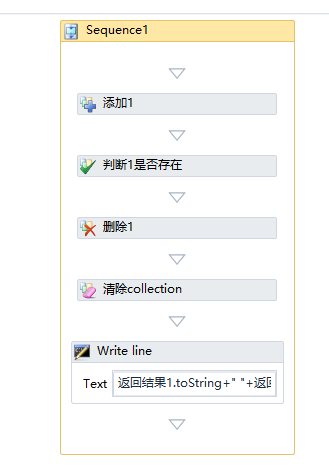 Sequence1
添加1
判断1是否存在
删除1
清除collection
Write line
Text 返回结果1.toString+" "+返回